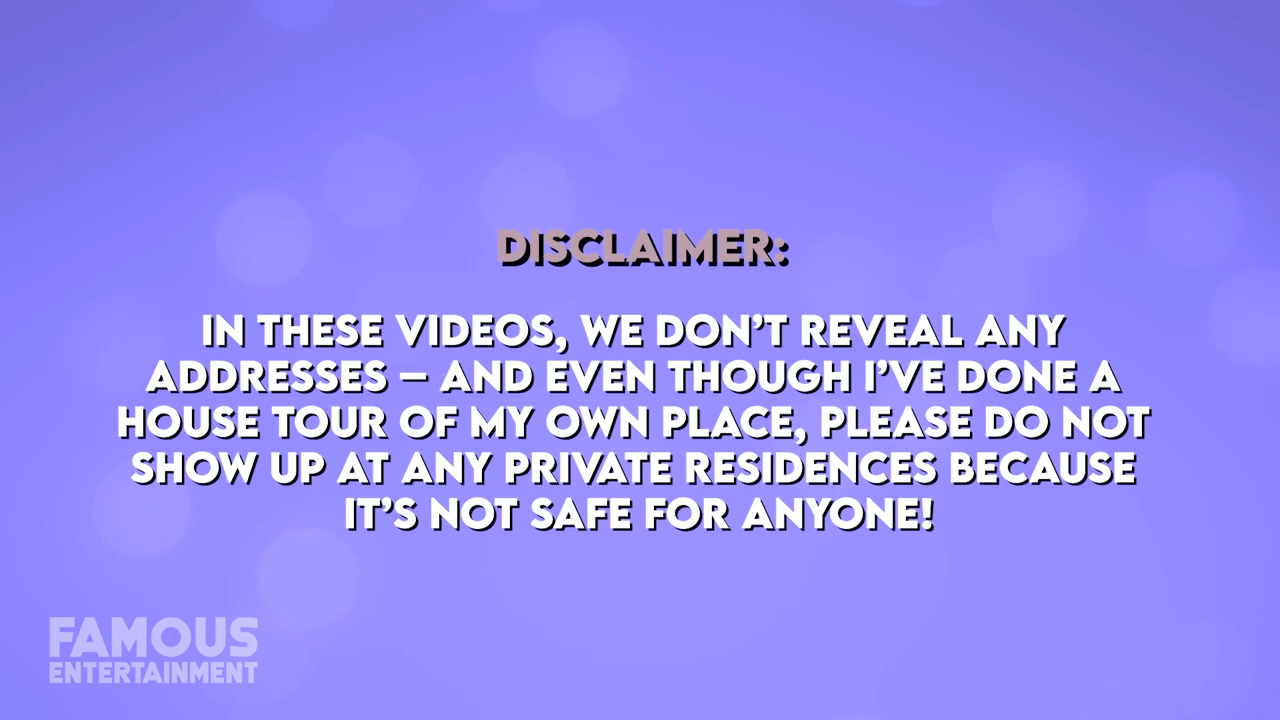 DISCLAIMER:
IN THESE VIDEOS, WE DON'T REVEAL ANY
ADDRESSES – AND EVEN THOUGH I'VE DONE A
HOUSE TOUR OF MY OWN PLACE, PLEASE DO NOT
SHOW UP AT ANY PRIVATE RESIDENCES BECAUSE
IT'S NOT SAFE FOR ANYONE!
FAMOUS
ENTERTAINMENT